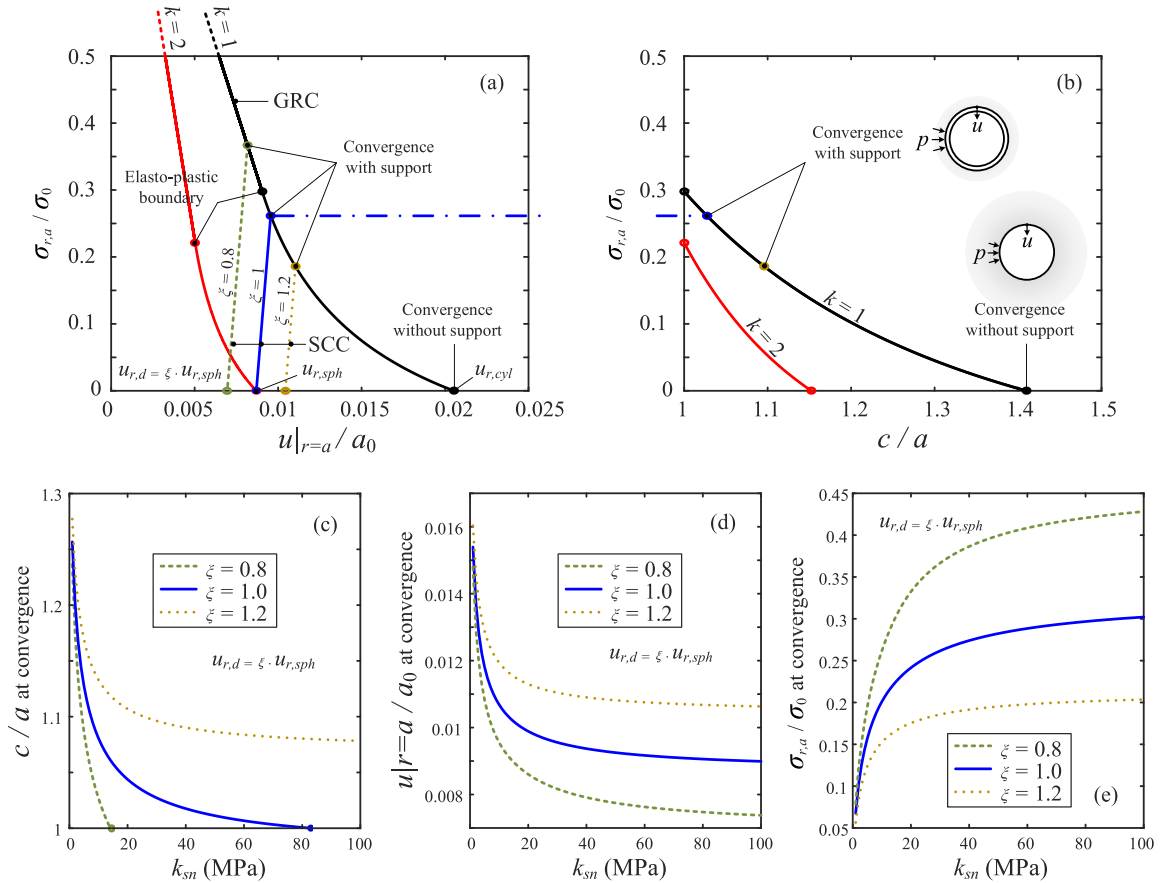 k = 2
k = 1
0.5
0.4
0.3
0.2
0.1
0
σr,a / σ0
(a)
GRC
Convergence
with support
Elasto-plastic
boundary
ξ = 0.8
ξ = 1
ξ = 1.2
Convergence
without support
SCC
ur,d = ξ · ur,sph
ur,sph
ur,cyl
0
0.005
0.01
0.015
0.02
0.025
u|r=a / a0
0.5
0.4
0.3
0.2
0.1
0
σr,a / σ0
(b)
Convergence
with support
p
u
p
u
k = 1
k = 2
Convergence
without support
1
1.1
1.2
1.3
1.4
1.5
c / a
1.3
1.2
1.1
1
c / a at convergence
(c)
ξ = 0.8
ξ = 1.0
ξ = 1.2
ur,d = ξ · ur,sph
0
20
40
60
80
100
ksn (MPa)
0.016
0.014
0.012
0.01
0.008
u|r=a / a0 at convergence
(d)
ξ = 0.8
ξ = 1.0
ξ = 1.2
ur,d = ξ · ur,sph
0
20
40
60
80
100
ksn (MPa)
0.45
0.4
0.35
0.3
0.25
0.2
0.15
0.1
0.05
σr,a / σ0 at convergence
ur,d = ξ · ur,sph
ξ = 0.8
ξ = 1.0
ξ = 1.2
(e)
0
20
40
60
80
100
ksn (MPa)